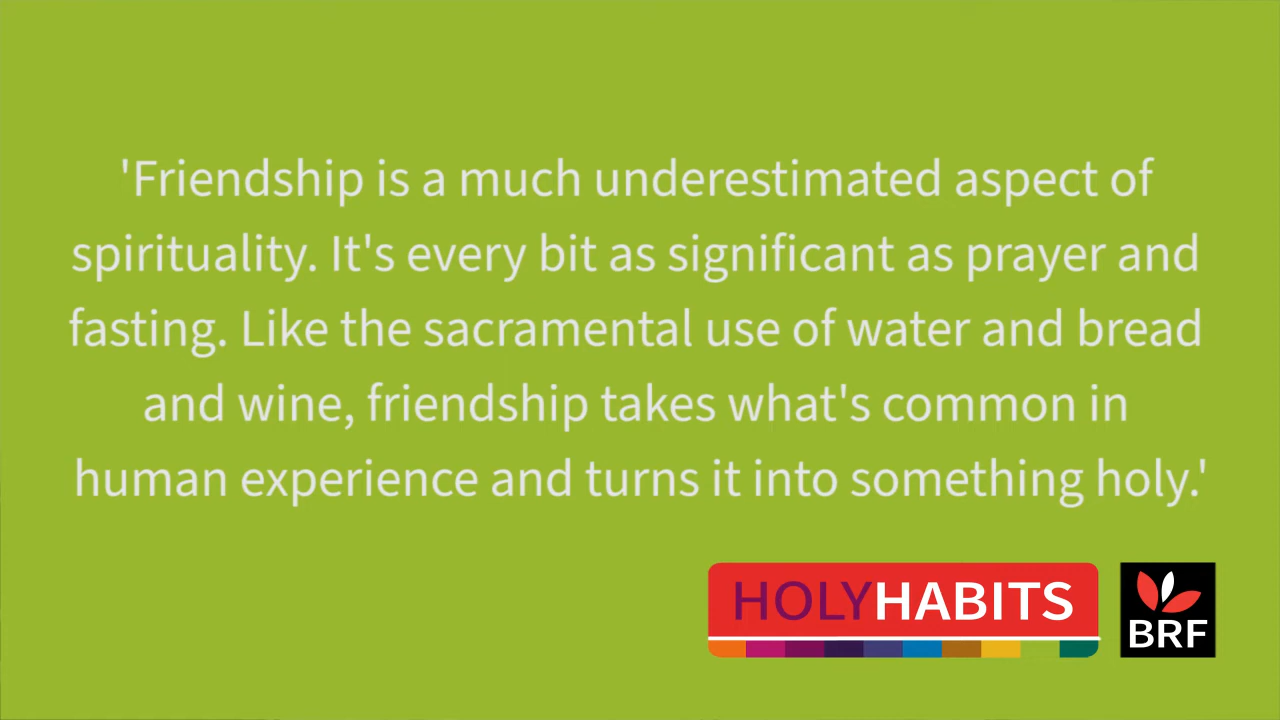 'Friendship is a much underestimated aspect of
spirituality. It's every bit as significant as prayer and
fasting. Like the sacramental use of water and bread
and wine, friendship takes what's common in
human experience and turns it into something holy.'
HOLYHABITS
BRF